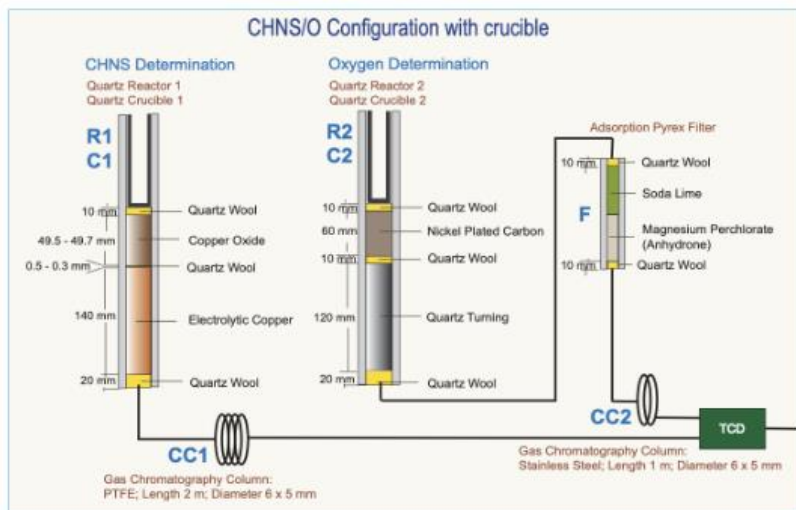 CHNS/O Configuration with crucible
CHNS Determination
Quartz Reactor 1
Quartz Crucible 1
R1
C1
10 mm
Quartz Wool
49.5 - 49.7 mm
Copper Oxide
0.5 - 0.3 mm
Quartz Wool
140 mm
Electrolytic Copper
20 mm
Quartz Wool
CC1
Gas Chromatography Column:
PTFE; Length 2 m; Diameter 6 x 5 mm
Oxygen Determination
Quartz Reactor 2
Quartz Crucible 2
R2
C2
10 mm
Quartz Wool
60 mm
Nickel Plated Carbon
10 mm
Quartz Wool
120 mm
Quartz Turning
20 mm
Quartz Wool
Adsorption Pyrex Filter
10 mm
Quartz Wool
Soda Lime
F
Magnesium Perchlorate
(Anhydrone)
10 mm
Quartz Wool
CC2
TCD
Gas Chromatography Column:
Stainless Steel; Length 1 m; Diameter 6 x 5 mm